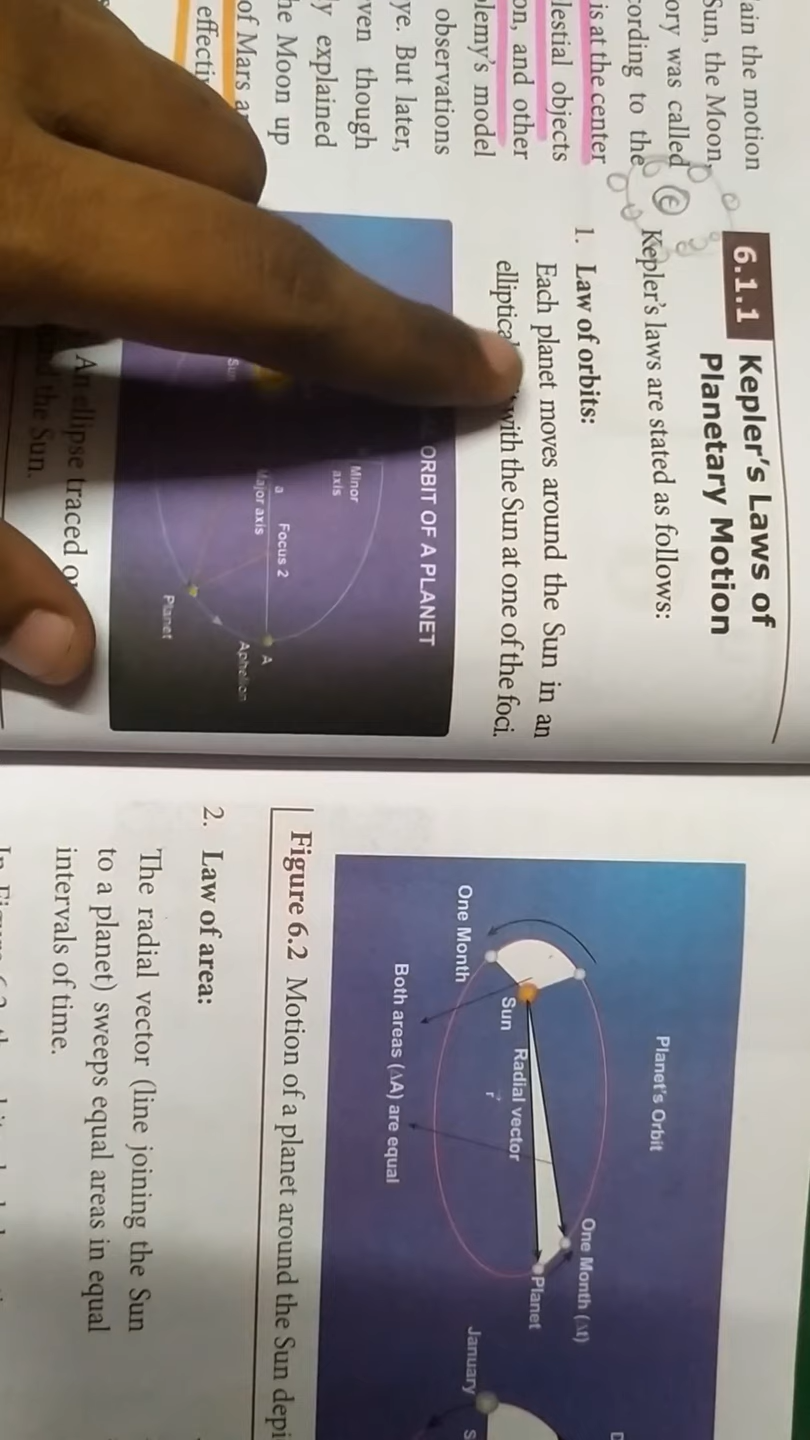 ain the motion
Sun, the Moon,
ory was called
cording to the
is at the center
lestial objects
on, and other
lemy's model
observations
ye. But later,
ven though
ly explained
he Moon up
of Mars a
effectiv
6.1.1 Kepler's Laws of
Planetary Motion
Kepler's laws are stated as follows:
1. Law of orbits:
Each planet moves around the Sun in an
elliptical with the Sun at one of the foci.
ORBIT OF A PLANET
Minor
axis
a
Major axis
Focus 2
Sun
A
Aphelion
Planet
An ellipse traced
the Sun.
Planet's Orbit
One Month
Sun
Radial vector
r
Both areas (ΔA) are equal
One Month (Δt)
Planet
January
Figure 6.2 Motion of a planet around the Sun depi
2. Law of area:
The radial vector (line joining the Sun
to a planet) sweeps equal areas in equal
intervals of time.